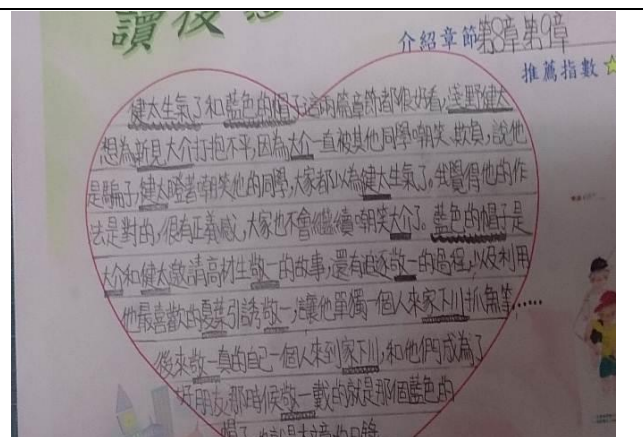 讀後
介紹章節第8章第9章
推薦指數
健太生氣了和藍色的帽子這兩篇章節都很好看,淺野健太
想為新見大介打抱不平,因為大介一直被其他同學嘲笑、欺負,說他
是騙子,健太瞪著嘲笑他的同學,大家都以為健太生氣了。我覺得他的作
法是對的,很有正義感,大家也不會繼續嘲笑大介了。藍色的帽子是
大介和健太邀請高材生敬一的故事,還有追逐敬一的過程,以及利用
他最喜歡的夏葉引誘敬一,讓他單獨一個人來家下川抓魚等……
後來敬一真的自己一個人來到家下川,和他們成為了
好朋友,那時候敬一戴的就是那個藍色的
帽子